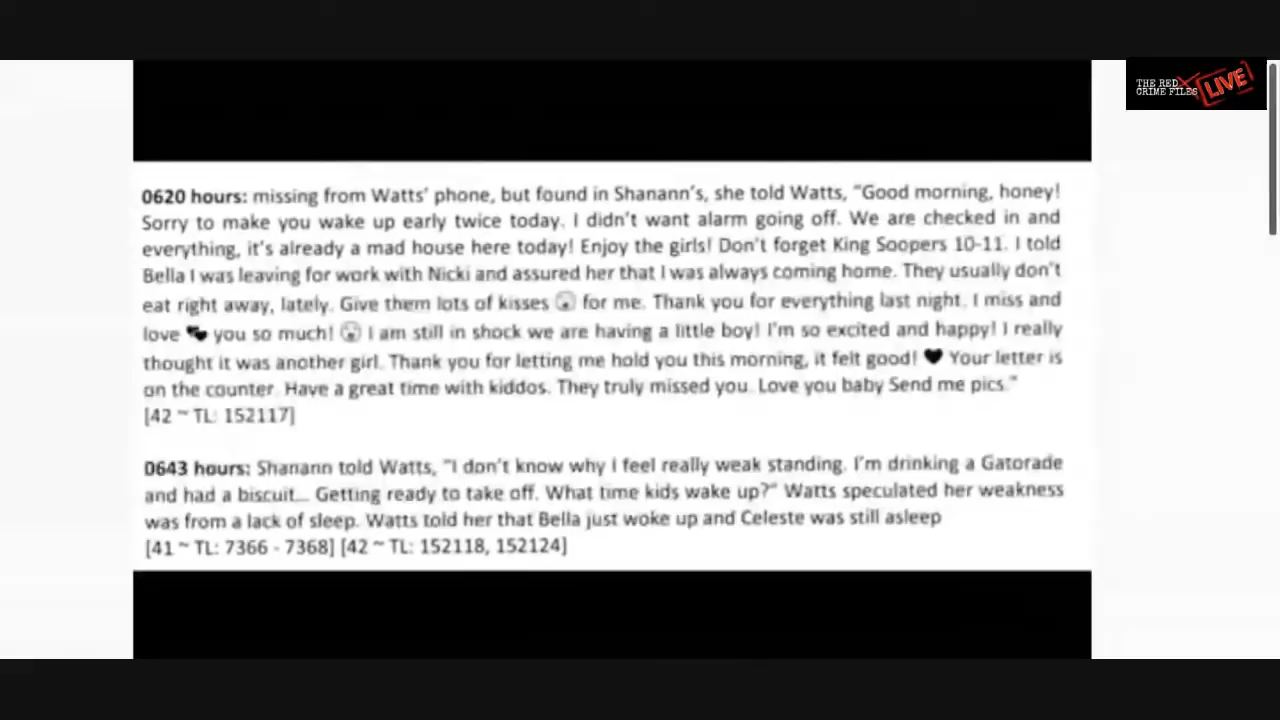 THE RED
CRIME FILES
LIVE
0620 hours: missing from Watts' phone, but found in Shanann's, she told Watts, "Good morning, honey!
Sorry to make you wake up early twice today. I didn't want alarm going off. We are checked in and
everything, it's already a mad house here today! Enjoy the girls! Don't forget King Soopers 10-11. I told
Bella I was leaving for work with Nicki and assured her that I was always coming home. They usually don't
eat right away, lately. Give them lots of kisses 😮 for me. Thank you for everything last night. I miss and
love 💕 you so much! 😮 I am still in shock we are having a little boy! I'm so excited and happy! I really
thought it was another girl. Thank you for letting me hold you this morning, it felt good! ♥ Your letter is
on the counter. Have a great time with kiddos. They truly missed you. Love you baby Send me pics."
[42 ~ TL: 152117]
0643 hours: Shanann told Watts, "I don't know why I feel really weak standing. I'm drinking a Gatorade
and had a biscuit... Getting ready to take off. What time kids wake up?" Watts speculated her weakness
was from a lack of sleep. Watts told her that Bella just woke up and Celeste was still asleep
[41 ~ TL: 7366 - 7368] [42 ~ TL: 152118, 152124]